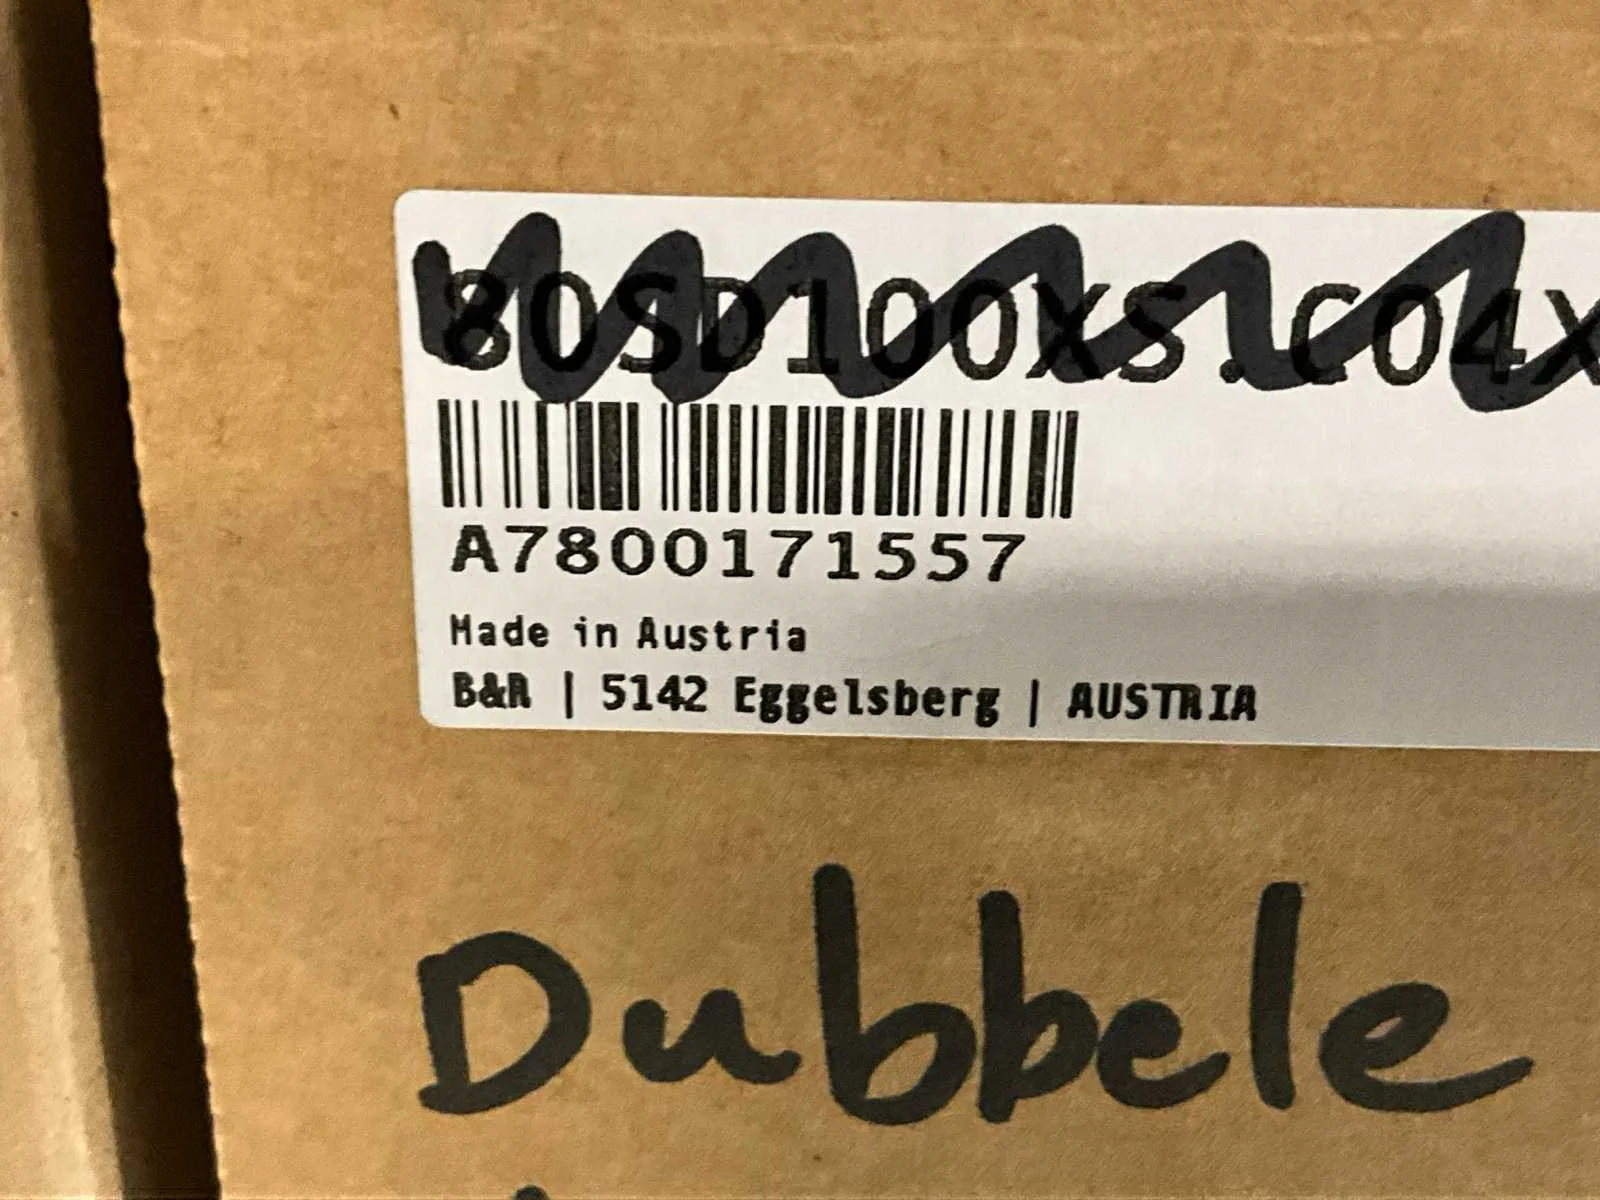 80SD100XS.C04X
A7800171557
Made in Austria
B&R | 5142 Eggelsberg | AUSTRIA
Dubbele